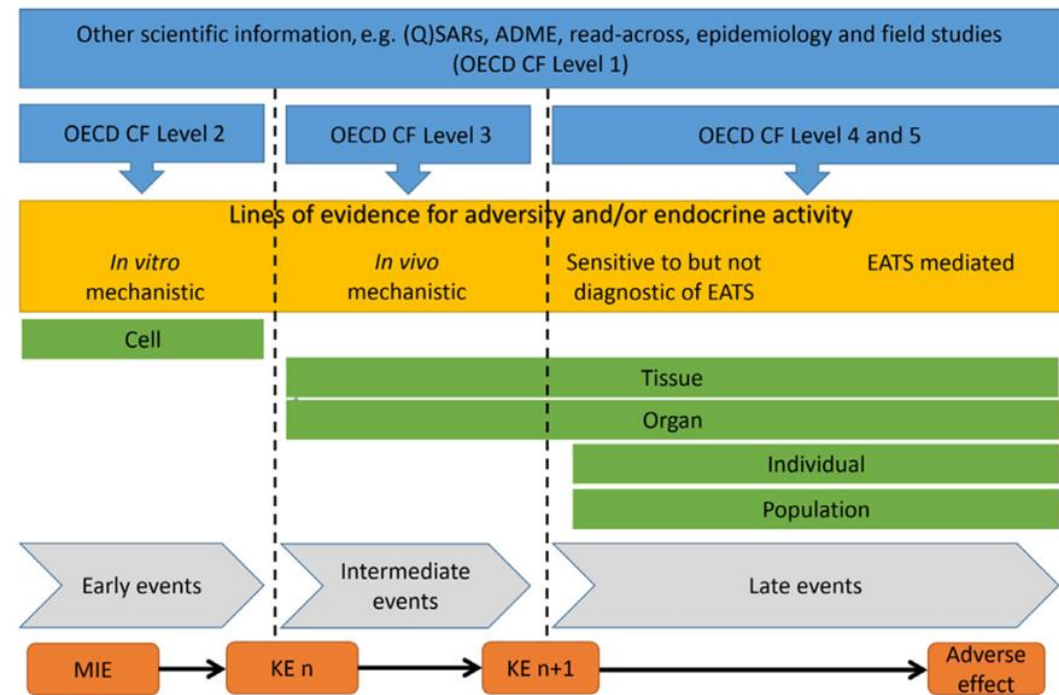 Other scientific information, e.g. (Q)SARs, ADME, read-across, epidemiology and field studies
(OECD CF Level 1)
OECD CF Level 2
OECD CF Level 3
OECD CF Level 4 and 5
Lines of evidence for adversity and/or endocrine activity
In vitro
mechanistic
In vivo
mechanistic
Sensitive to but not
diagnostic of EATS
EATS mediated
Cell
Tissue
Organ
Individual
Population
Early events
Intermediate
events
Late events
MIE
KE n
KE n+1
Adverse
effect